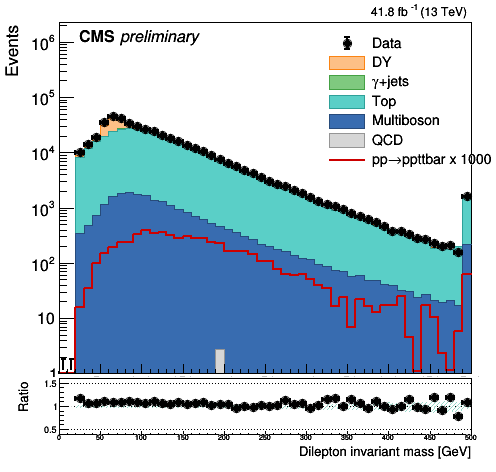 41.8 fb⁻¹ (13 TeV)
CMS preliminary
Events
10⁶
10⁵
10⁴
10³
10²
10
1
Data
DY
γ+jets
Top
Multiboson
QCD
pp→ppttbar x 1000
Ratio
1.5
1
0.5
0 50 100 150 200 250 300 350 400 450 500
Dilepton invariant mass [GeV]